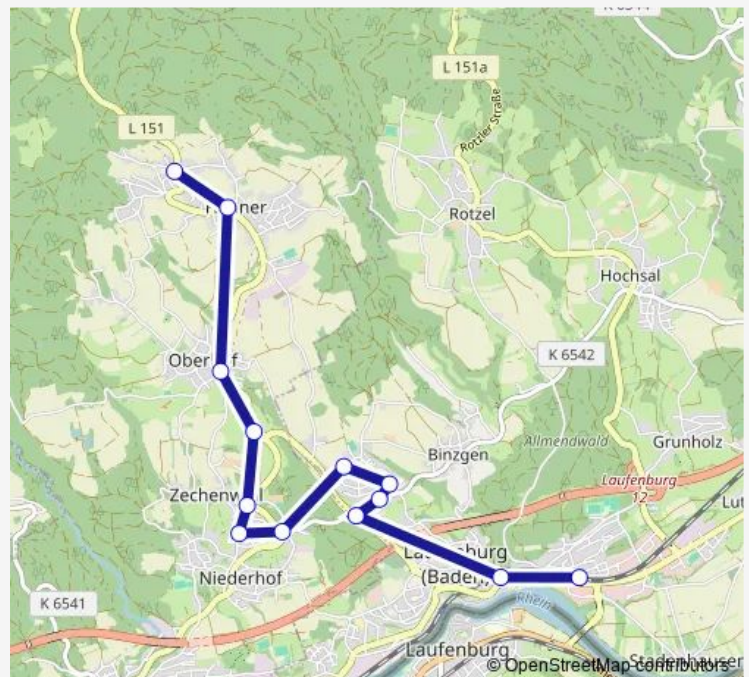 L 151a
L 151
Rotzler Straße
Rotzel
Hochsal
K 6542
Binzgen
Allmendwald
Grunholz
Laufenburg
12
Niederhof
(Baden)
K 6541
Rhein
Laufenburg
© OpenStreetMap contributors